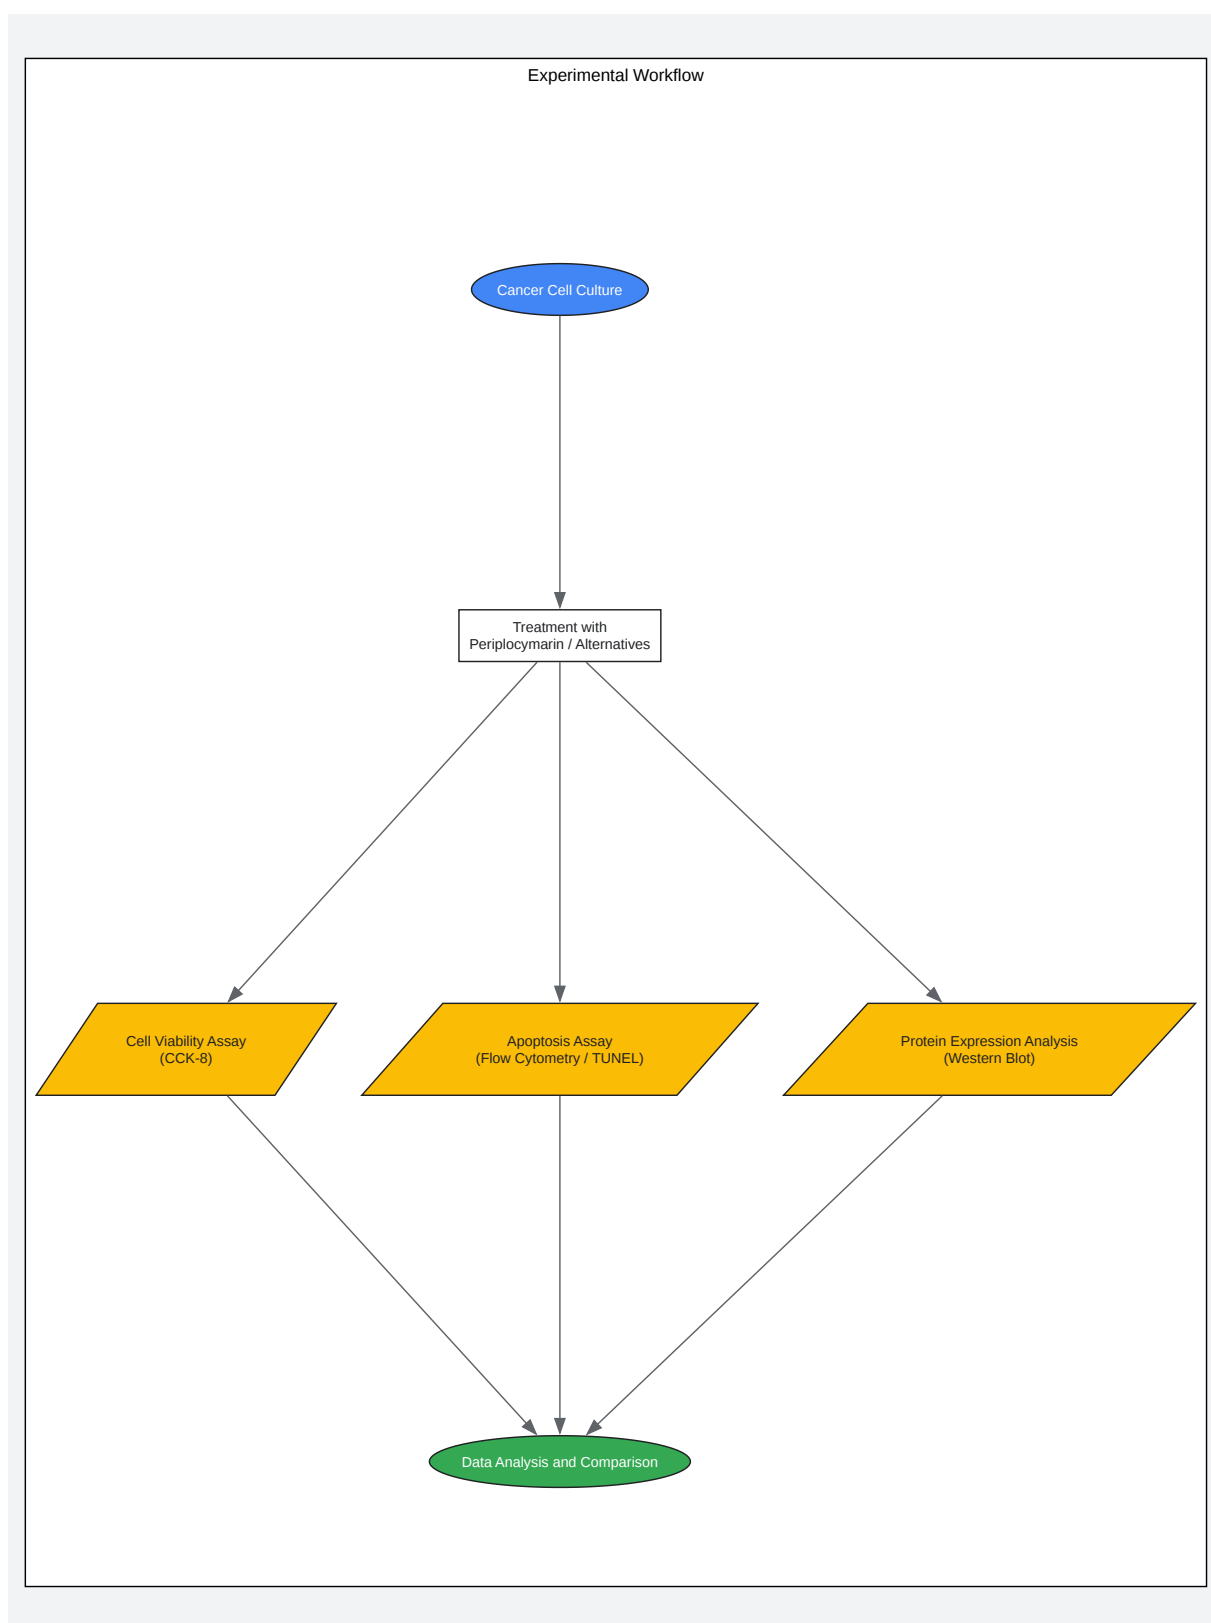 Experimental Workflow
Cancer Cell Culture
Treatment with
Periplocymarin / Alternatives
Cell Viability Assay
(CCK-8)
Apoptosis Assay
(Flow Cytometry / TUNEL)
Protein Expression Analysis
(Western Blot)
Data Analysis and Comparison